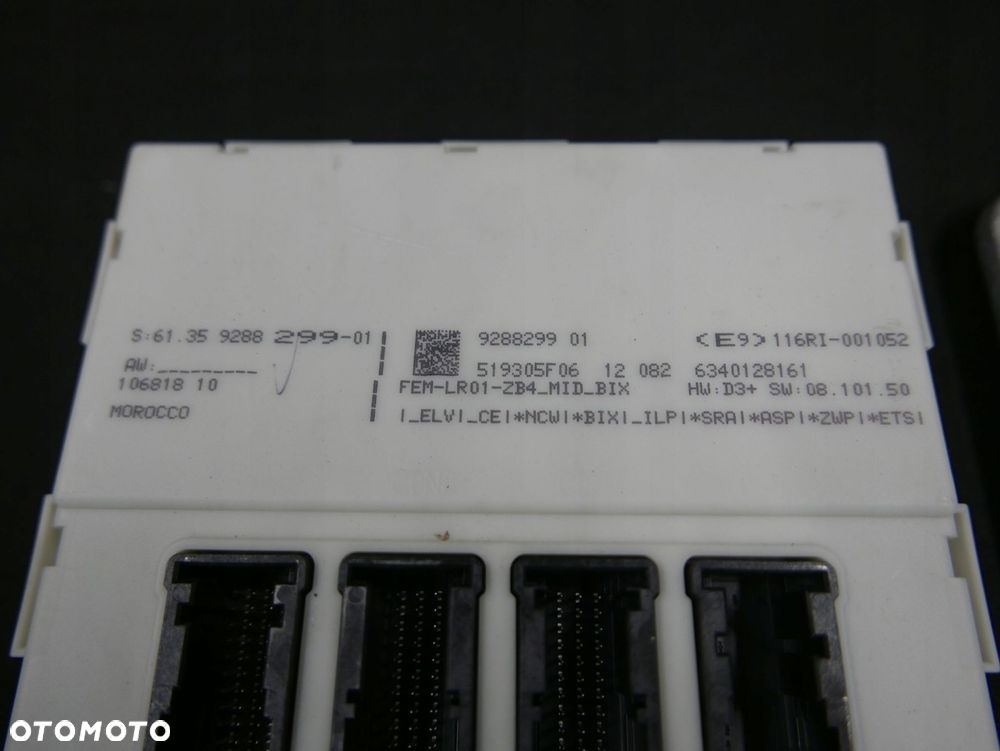 S:61.35 9288 299-01
AW:_________
106818 10
MOROCCO
9288299 01
<E9>116RI-001052
519305F06 12 082 6340128161
FEM-LR01-ZB4_MID_BIX HW:D3+ SW:08.101.50
|_ELV|_CE|*NCW|*BIX|_ILP|*SRA|*ASP|*ZWP|*ETS|
OTOMOTO